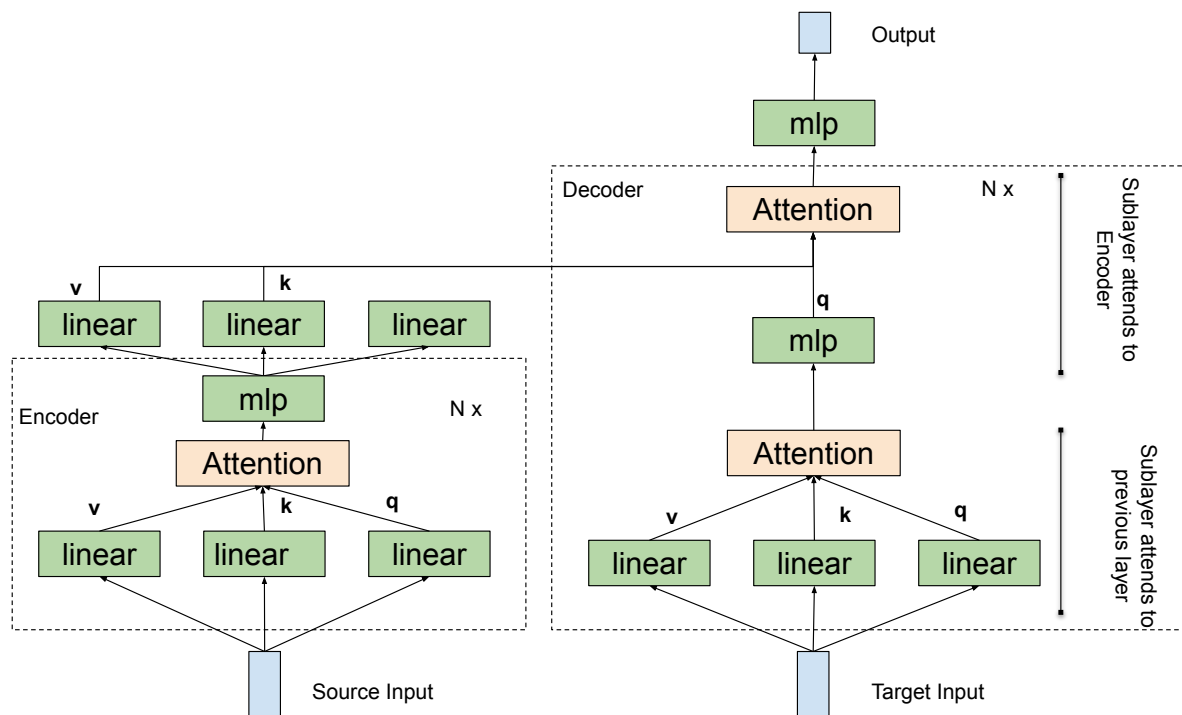 Output
mlp
Decoder
N x
Attention
Sublayer attends to
Encoder
v
k
q
linear
linear
linear
mlp
mlp
Encoder
N x
Attention
Attention
Sublayer attends to
previous layer
v
k
q
v
k
q
linear
linear
linear
linear
linear
linear
Source Input
Target Input